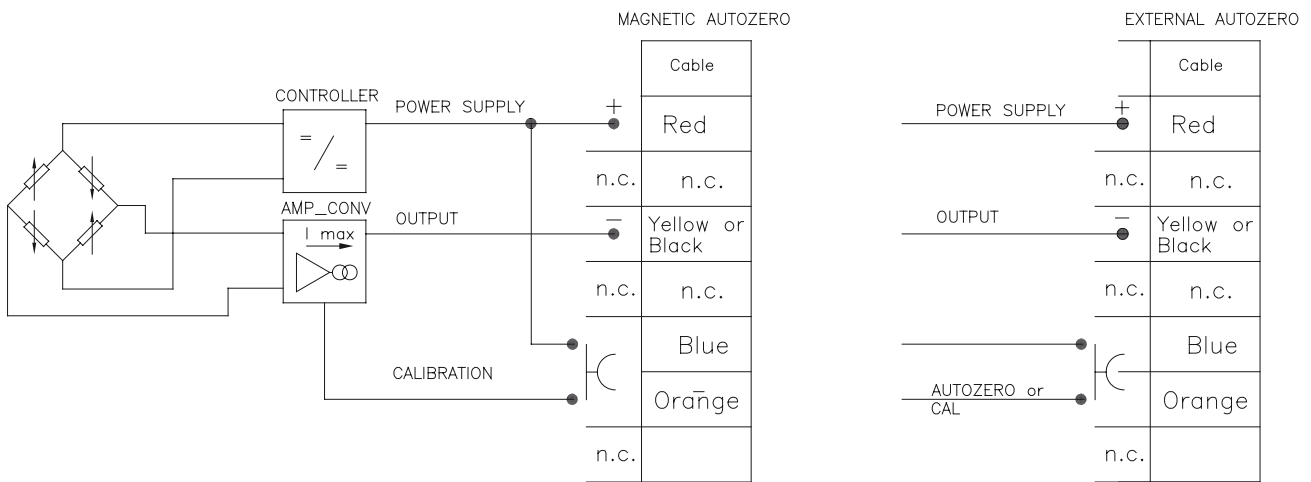 MAGNETIC AUTOZERO
Cable
CONTROLLER
= / =
POWER SUPPLY
+
Red
n.c.
n.c.
AMP_CONV
I max
OUTPUT
–
Yellow or
Black
n.c.
n.c.
Blue
CALIBRATION
Orange
n.c.
EXTERNAL AUTOZERO
Cable
POWER SUPPLY
+
Red
n.c.
n.c.
OUTPUT
–
Yellow or
Black
n.c.
n.c.
Blue
AUTOZERO or
CAL
Orange
n.c.